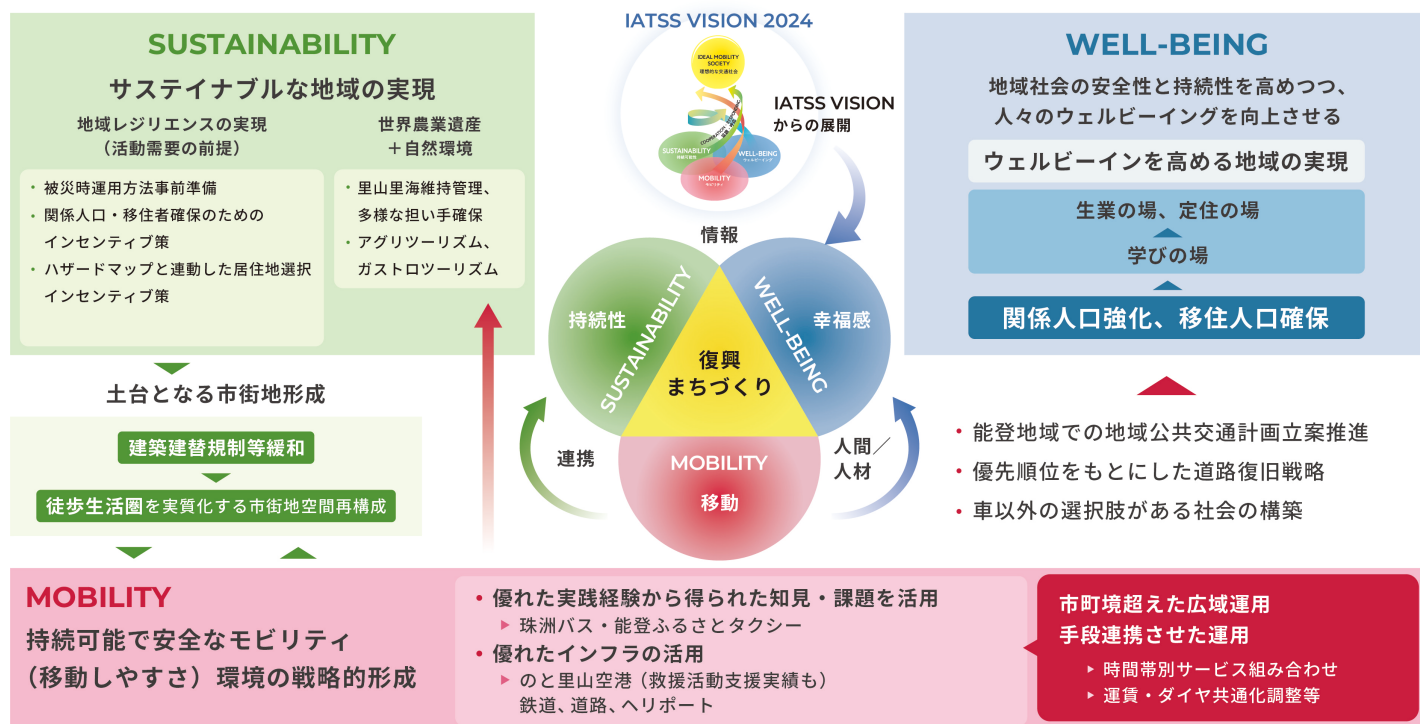 SUSTAINABILITY
サステイナブルな地域の実現
地域レジリエンスの実現
（活動需要の前提）
・被災時運用方法事前準備
・関係人口・移住者確保のための
インセンティブ策
・ハザードマップと連動した居住地選択
インセンティブ策
世界農業遺産
＋自然環境
・里山里海維持管理、
多様な担い手確保
・アグリツーリズム、
ガストロツーリズム
土台となる市街地形成
建築建替規制等緩和
徒歩生活圏を実質化する市街地空間再構成
IATSS VISION 2024
IDEAL MOBILITY
SOCIETY
理想的な交通社会
SUSTAINABILITY
持続可能性
WELL-BEING
ウェルビーイング
MOBILITY
モビリティ
IATSS VISION
からの展開
情報
持続性
SUSTAINABILITY
WELL-BEING
幸福感
復興
まちづくり
MOBILITY
移動
連携
人間／
人材
WELL-BEING
地域社会の安全性と持続性を高めつつ、
人々のウェルビーイングを向上させる
ウェルビーインを高める地域の実現
生業の場、定住の場
学びの場
関係人口強化、移住人口確保
・能登地域での地域公共交通計画立案推進
・優先順位をもとにした道路復旧戦略
・車以外の選択肢がある社会の構築
MOBILITY
持続可能で安全なモビリティ
（移動しやすさ）環境の戦略的形成
・優れた実践経験から得られた知見・課題を活用
▶ 珠洲バス・能登ふるさとタクシー
・優れたインフラの活用
▶ のと里山空港（救援活動支援実績も）
鉄道、道路、ヘリポート
市町境超えた広域運用
手段連携させた運用
▶ 時間帯別サービス組み合わせ
▶ 運賃・ダイヤ共通化調整等